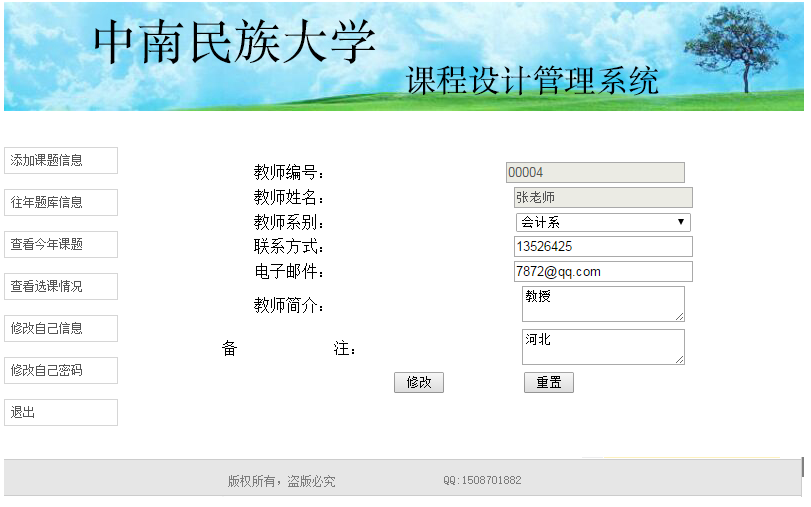 中南民族大学
课程设计管理系统
添加课题信息
往年题库信息
查看今年课题
查看选课情况
修改自己信息
修改自己密码
退出
教师编号： 00004
教师姓名： 张老师
教师系别： 会计系
联系方式： 13526425
电子邮件： 7872@qq.com
教师简介： 教授
备 注： 河北
修改 重置
版权所有，盗版必究 QQ:1508701882